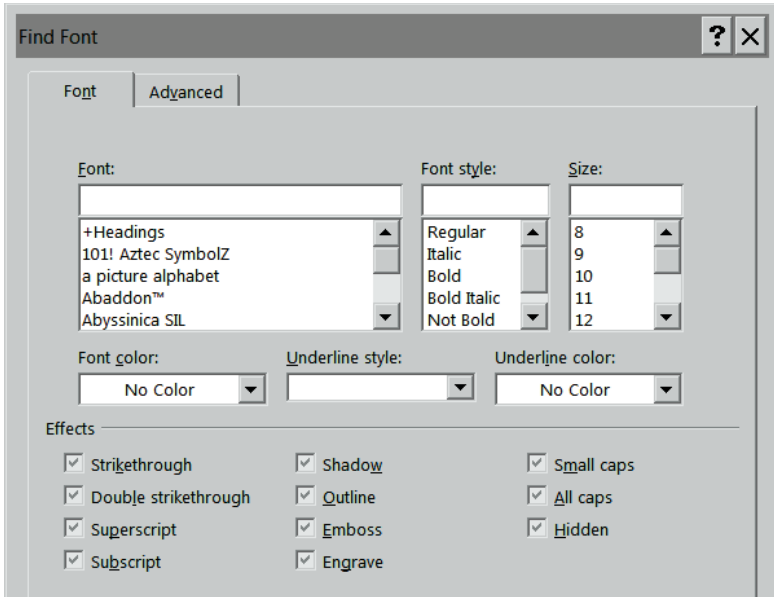 Find Font
Font Advanced
Font: Font style: Size:
+Headings Regular 8
101! Aztec SymbolZ Italic 9
a picture alphabet Bold 10
Abaddon™ Bold Italic 11
Abyssinica SIL Not Bold 12
Font color: Underline style: Underline color:
No Color No Color
Effects
Strikethrough Shadow Small caps
Double strikethrough Outline All caps
Superscript Emboss Hidden
Subscript Engrave